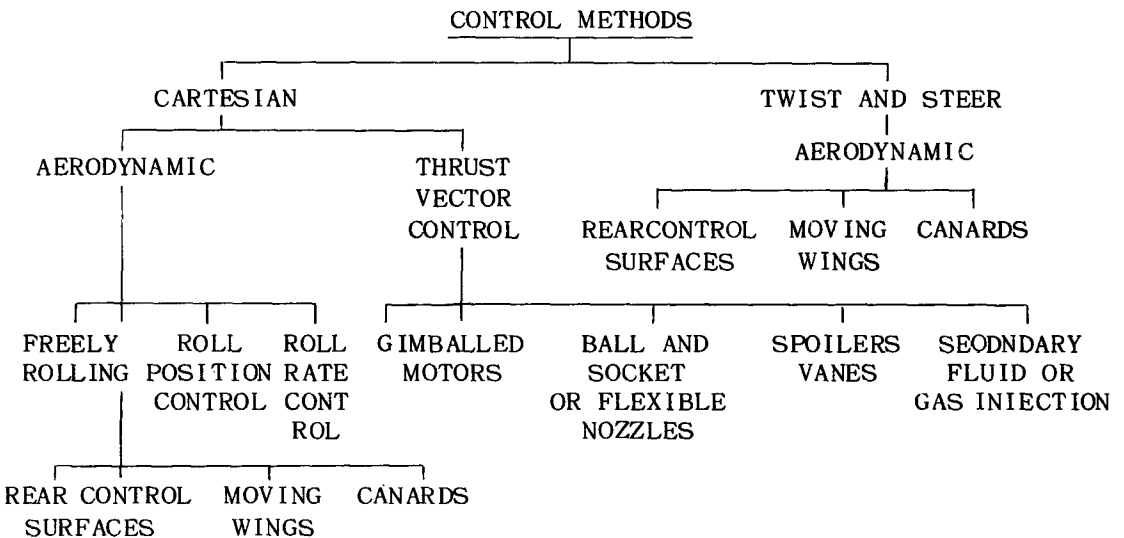 CONTROL METHODS
CARTESIAN
TWIST AND STEER
AERODYNAMIC
THRUST
VECTOR
CONTROL
AERODYNAMIC
REARCONTROL
SURFACES
MOVING
WINGS
CANARDS
FREELY
ROLLING
ROLL
POSITION
CONTROL
ROLL
RATE
CONT
ROL
GIMBALLED
MOTORS
BALL AND
SOCKET
OR FLEXIBLE
NOZZLES
SPOILERS
VANES
SEODNDARY
FLUID OR
GAS INJECTION
REAR CONTROL
SURFACES
MOVING
WINGS
CANARDS